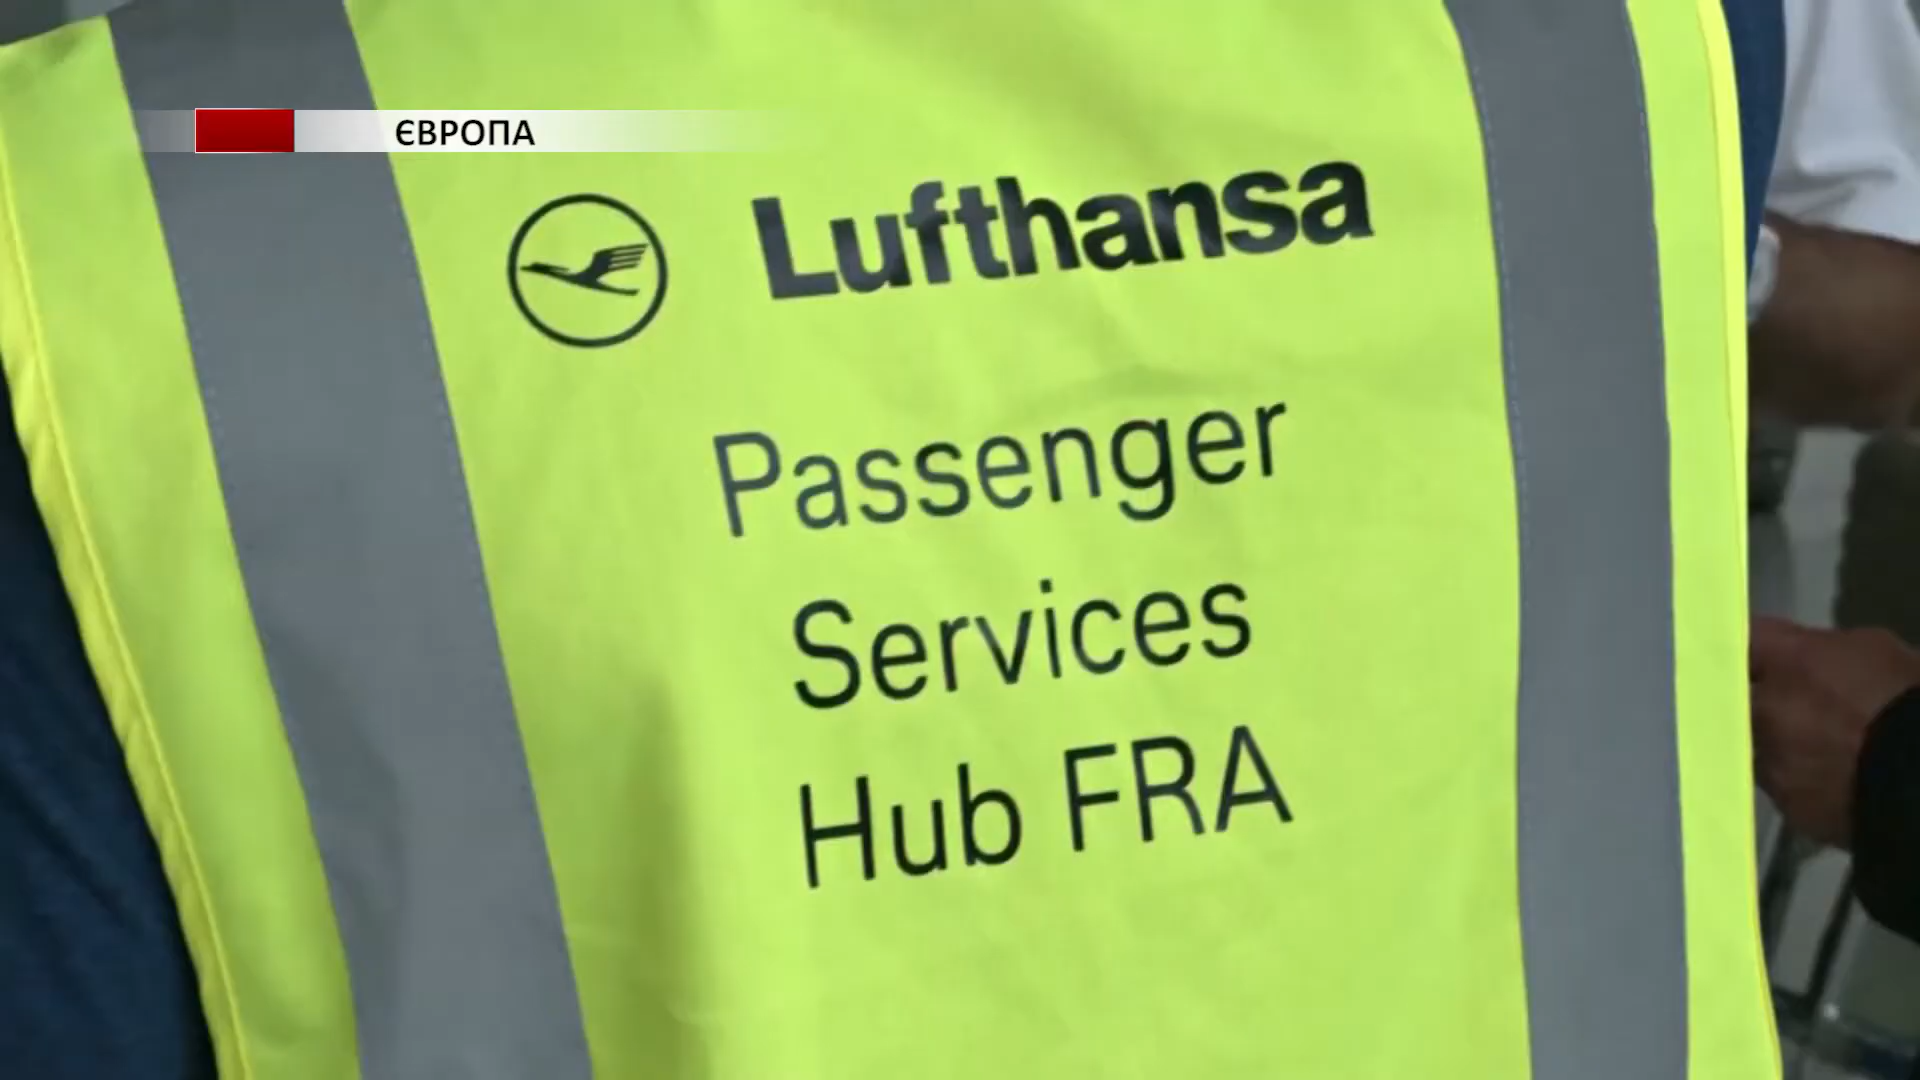 ЄВРОПА
Lufthansa
Passenger
Services
Hub FRA